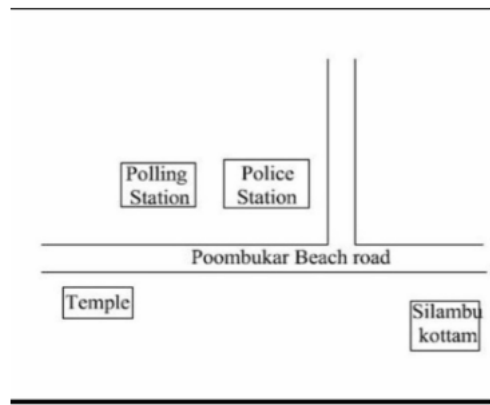 Polling
Station
Police
Station
Poombukar Beach road
Temple
Silambu
kottam